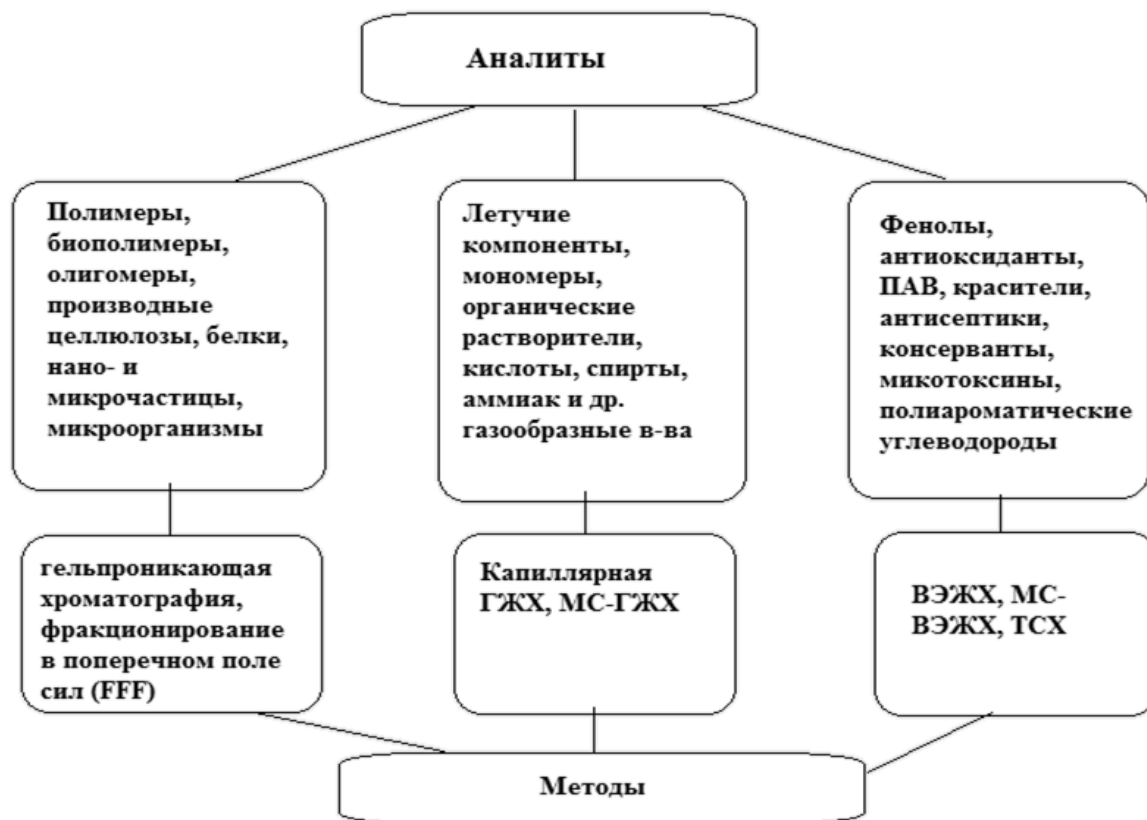 Аналиты
Полимеры,
биополимеры,
олигомеры,
производные
целлюлозы, белки,
нано- и
микрочастицы,
микроорганизмы
Летучие
компоненты,
мономеры,
органические
растворители,
кислоты, спирты,
аммиак и др.
газообразные в-ва
Фенолы,
антиоксиданты,
ПАВ, красители,
антисептики,
консерванты,
микотоксины,
полиароматические
углеводороды
гельпроникающая
хроматография,
фракционирование
в поперечном поле
сил (FFF)
Капиллярная
ГЖХ, МС-ГЖХ
ВЭЖХ, МС-
ВЭЖХ, ТСХ
Методы